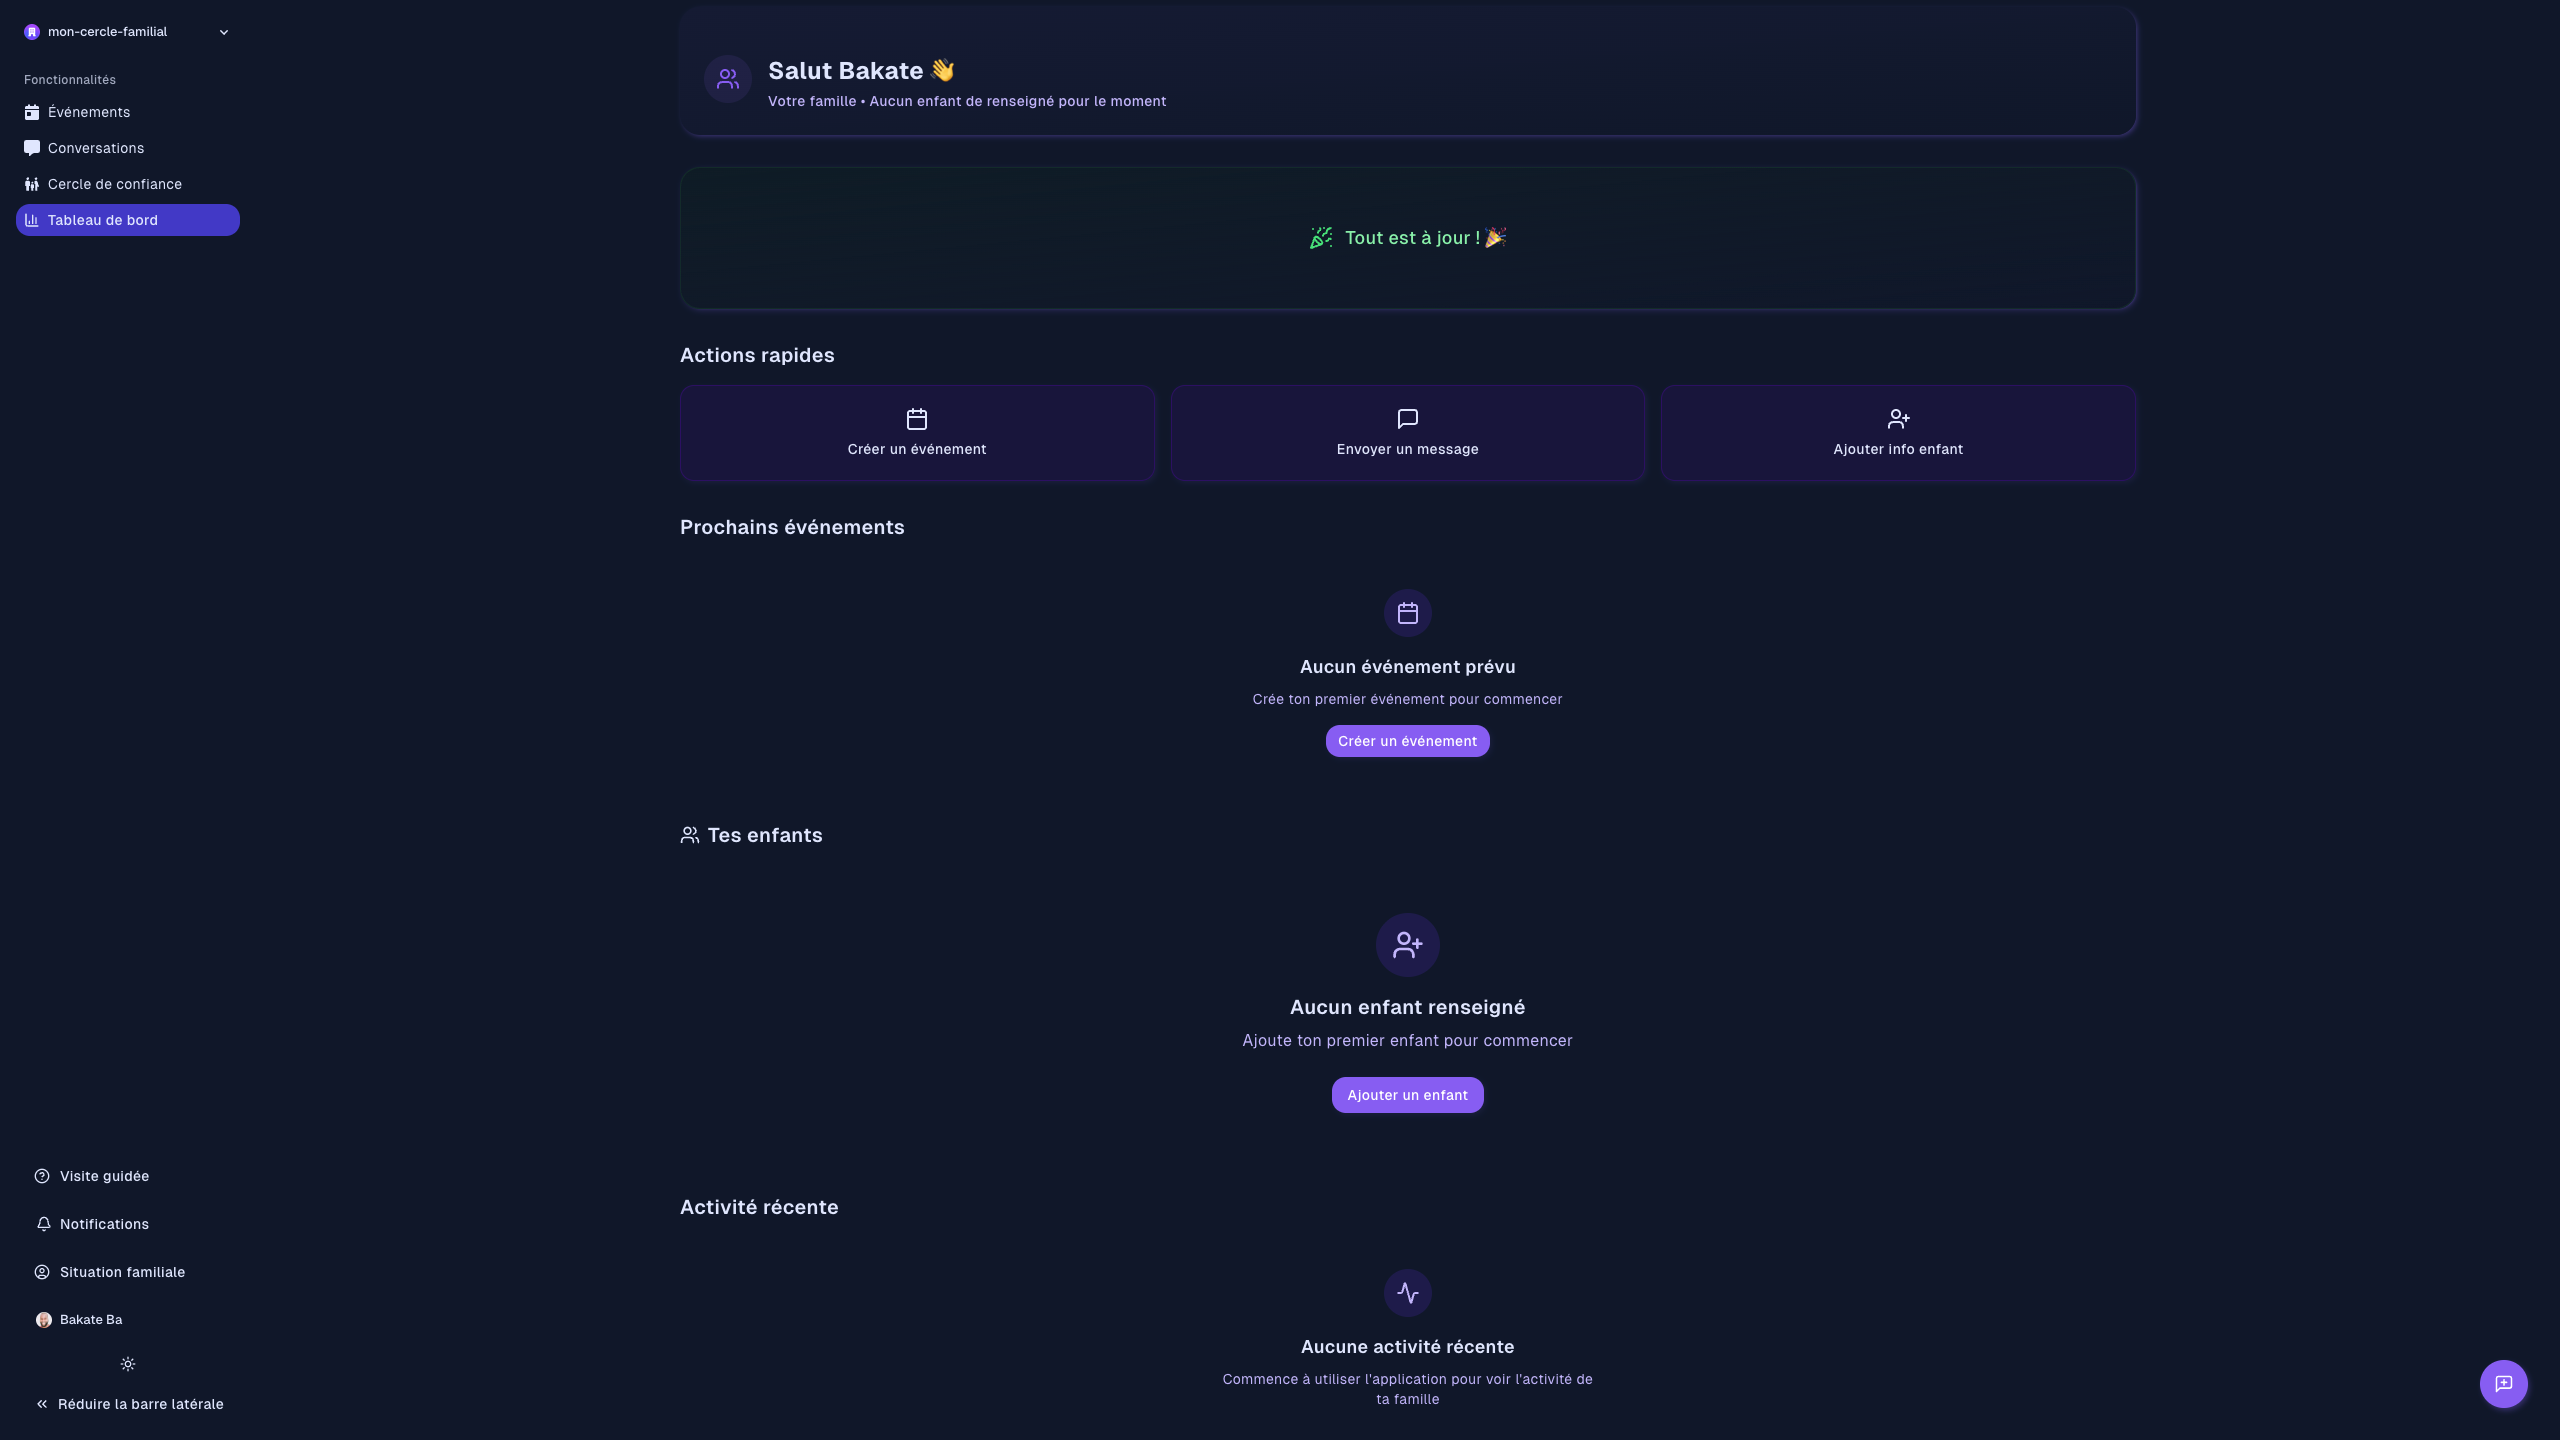 mon-cercle-familial
Fonctionnalités
Événements
Conversations
Cercle de confiance
Tableau de bord
Visite guidée
Notifications
Situation familiale
Bakate Ba
Réduire la barre latérale
Salut Bakate 👋
Votre famille • Aucun enfant de renseigné pour le moment
Tout est à jour ! 🎉
Actions rapides
Créer un événement
Envoyer un message
Ajouter info enfant
Prochains événements
Aucun événement prévu
Crée ton premier événement pour commencer
Créer un événement
Tes enfants
Aucun enfant renseigné
Ajoute ton premier enfant pour commencer
Ajouter un enfant
Activité récente
Aucune activité récente
Commence à utiliser l'application pour voir l'activité de
ta famille